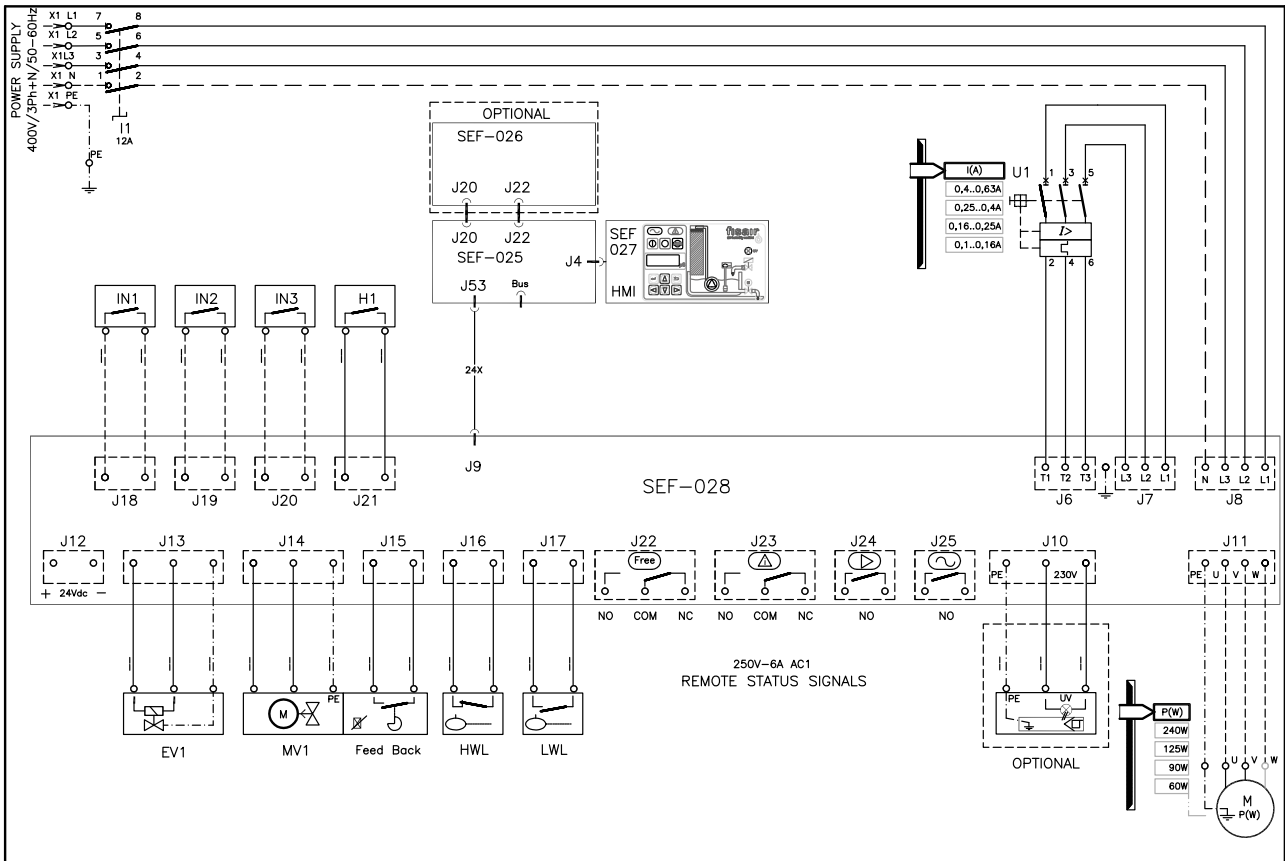 POWER SUPPLY
400V/3Ph+N/50-60Hz
X1 L1 7 8
X1 L2 5 6
X1L3 3 4
X1 N 1 2
X1 PE
I1
12A
PE
OPTIONAL
SEF-026
J20 J22
J20 J22
SEF-025
J4
J53 Bus
SEF
027
HMI
fisair
UV
I(A)
0,4..0,63A
0,25..0,4A
0,16..0,25A
0,1..0,16A
U1
1 3 5
I>
2 4 6
IN1 IN2 IN3 H1
24X
J9
J18 J19 J20 J21
SEF-028
T1 T2 T3 L3 L2 L1 N L3 L2 L1
J6 J7 J8
J12 J13 J14 J15 J16 J17 J22 J23 J24 J25 J10 J11
Free
+ 24Vdc -
PE 230V
PE U V W
NO COM NC NO COM NC NO NO
250V-6A AC1
REMOTE STATUS SIGNALS
PE
M
EV1 MV1 Feed Back HWL LWL
PE UV
OPTIONAL
P(W)
240W
125W
90W
60W
U V W
M
P(W)